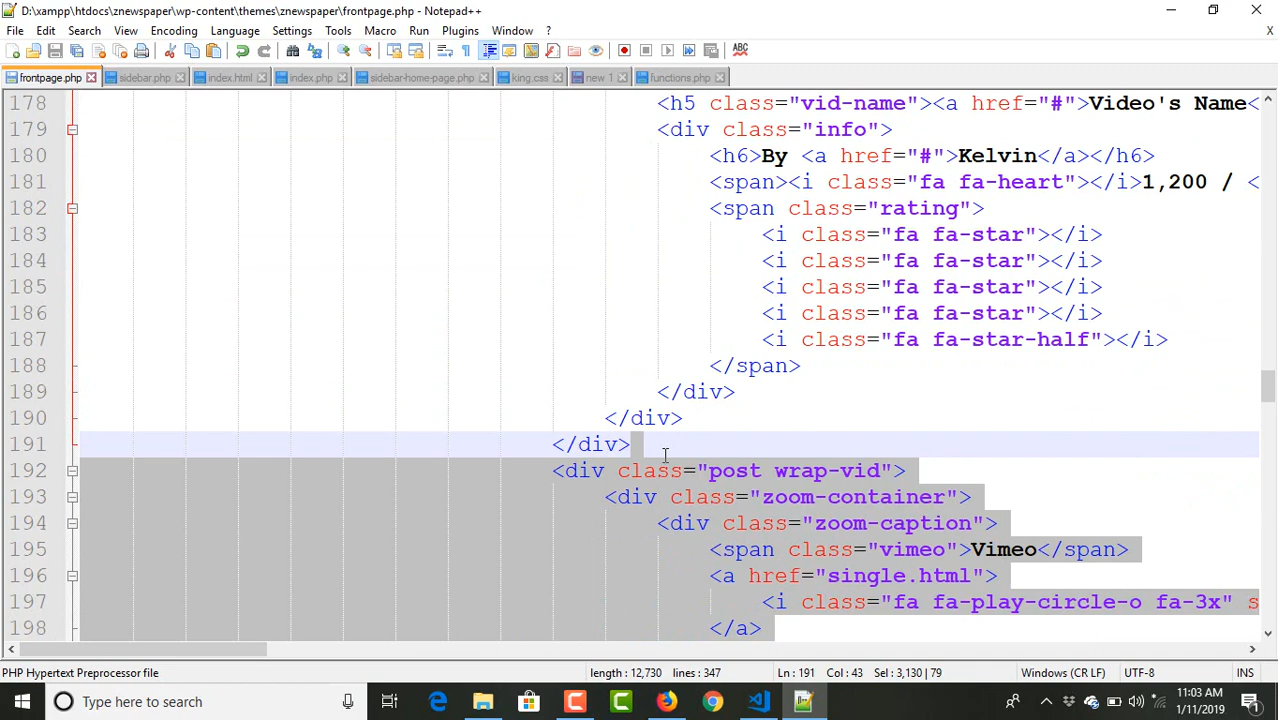 D:\xampp\htdocs\znewspaper\wp-content\themes\znewspaper\frontpage.php - Notepad++
File Edit Search View Encoding Language Settings Tools Macro Run Plugins Window ? X
frontpage.php sidebar.php index.html index.php sidebar-home-page.php king.css new 1 functions.php
178 <h5 class="vid-name"><a href="#">Video's Name<
179 <div class="info">
180 <h6>By <a href="#">Kelvin</a></h6>
181 <span><i class="fa fa-heart"></i>1,200 / <
182 <span class="rating">
183 <i class="fa fa-star"></i>
184 <i class="fa fa-star"></i>
185 <i class="fa fa-star"></i>
186 <i class="fa fa-star"></i>
187 <i class="fa fa-star-half"></i>
188 </span>
189 </div>
190 </div>
191 </div>
192 <div class="post wrap-vid">
193 <div class="zoom-container">
194 <div class="zoom-caption">
195 <span class="vimeo">Vimeo</span>
196 <a href="single.html">
197 <i class="fa fa-play-circle-o fa-3x" s
198 </a>
PHP Hypertext Preprocessor file length : 12,730 lines : 347 Ln : 191 Col : 43 Sel : 3,130 | 79 Windows (CR LF) UTF-8 INS
Type here to search
11:03 AM
1/11/2019